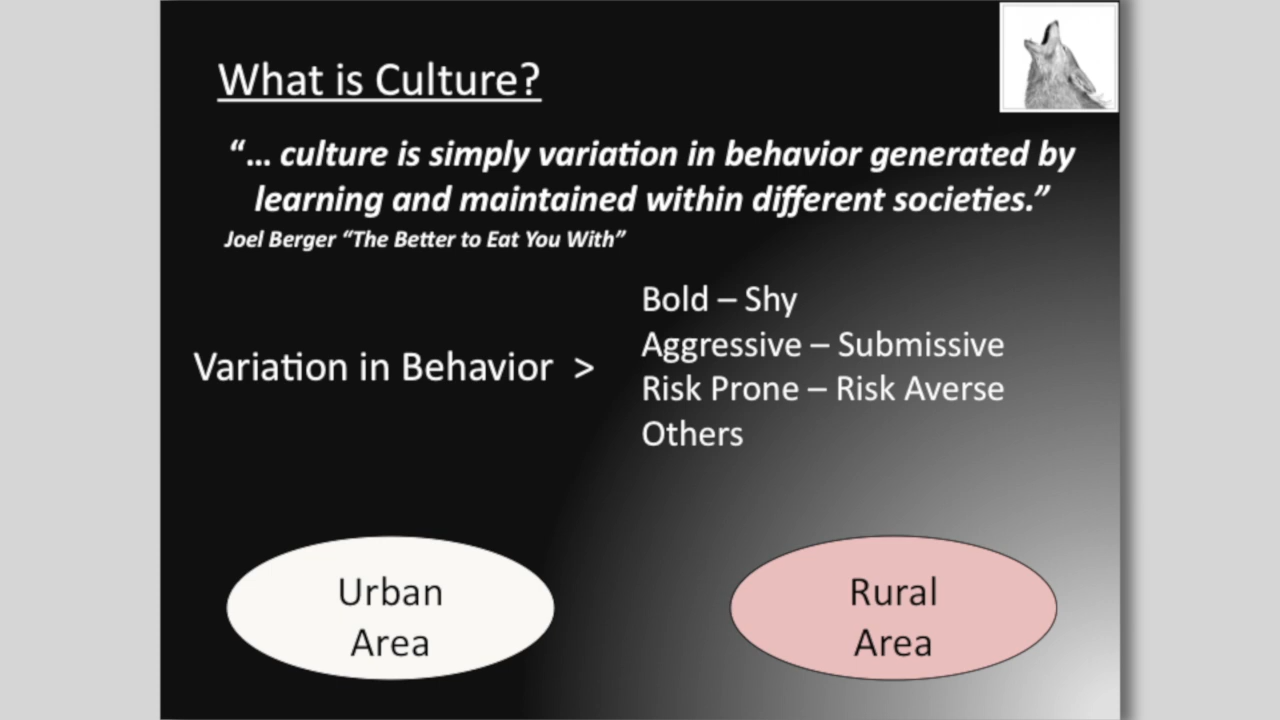 What is Culture?
“... culture is simply variation in behavior generated by
learning and maintained within different societies.”
Joel Berger “The Better to Eat You With”
Variation in Behavior >
Bold – Shy
Aggressive – Submissive
Risk Prone – Risk Averse
Others
Urban
Area
Rural
Area